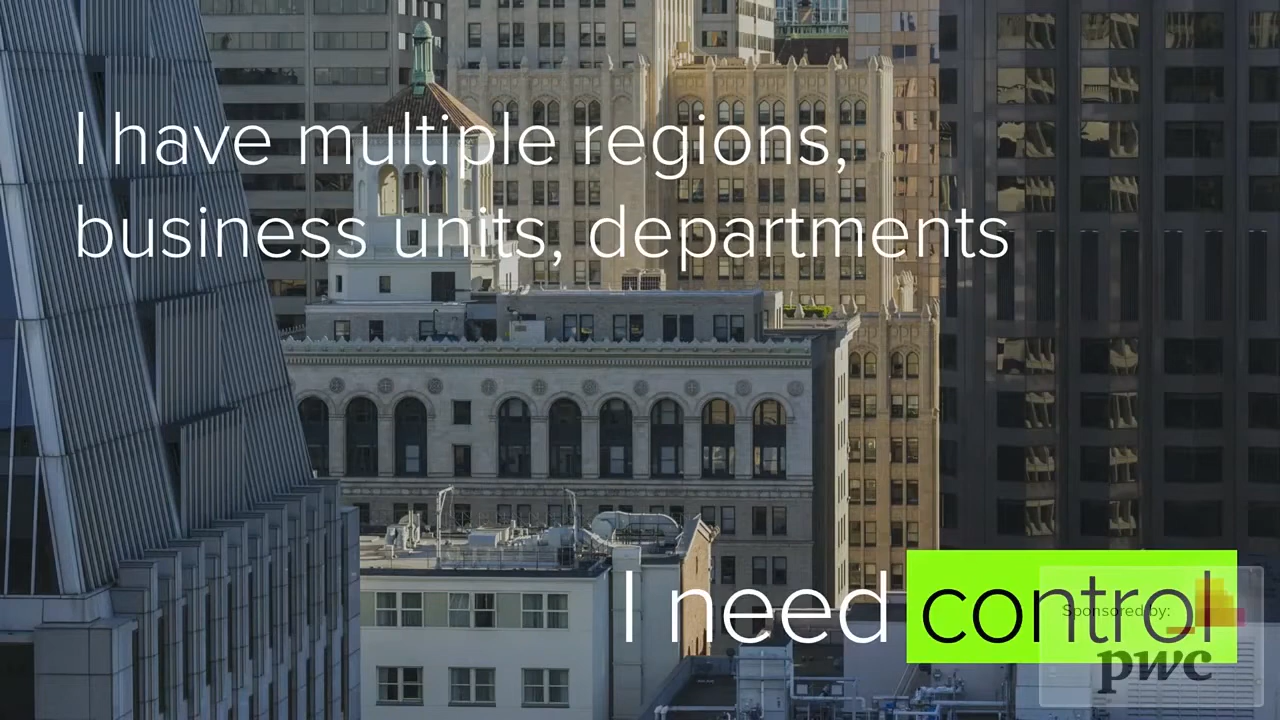 I have multiple regions,
business units, departments
I need control
Sponsored by:
pwc